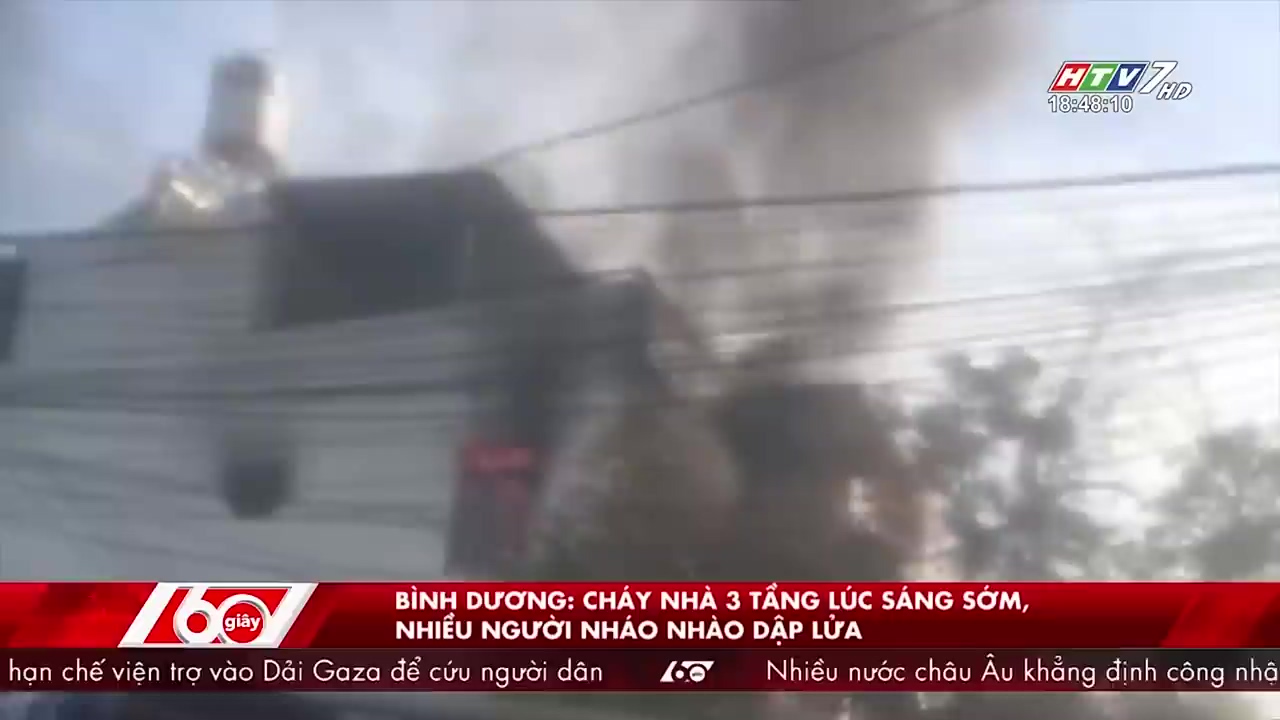 HTV7 HD
18:48:10
60 giây
BÌNH DƯƠNG: CHÁY NHÀ 3 TẦNG LÚC SÁNG SỚM,
NHIỀU NGƯỜI NHÁO NHÀO DẬP LỬA
hạn chế viện trợ vào Dải Gaza để cứu người dân 60 Nhiều nước châu Âu khẳng định công nhậ